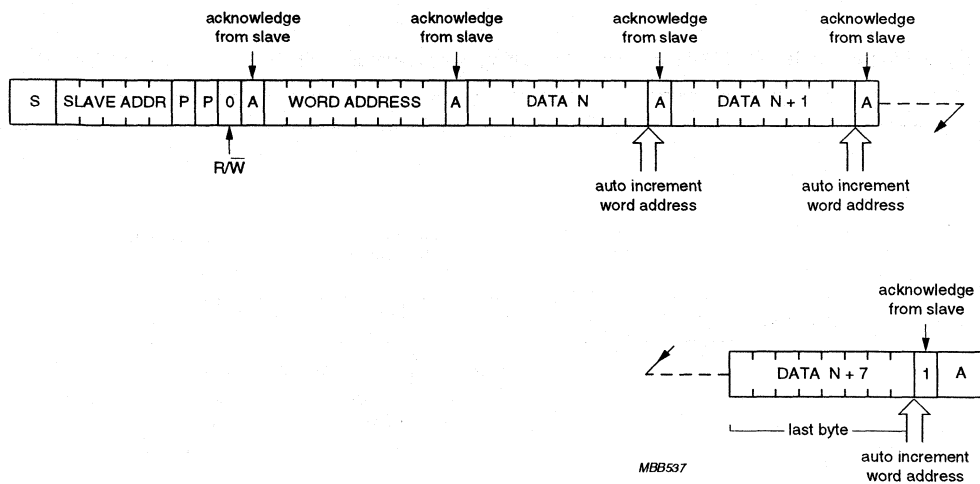 acknowledge from slave
acknowledge from slave
acknowledge from slave
acknowledge from slave
S SLAVE ADDR P P 0 A WORD ADDRESS A DATA N A DATA N + 1 A
R/W̅
auto increment word address
auto increment word address
acknowledge from slave
DATA N + 7 1 A
last byte
auto increment word address
MBB537